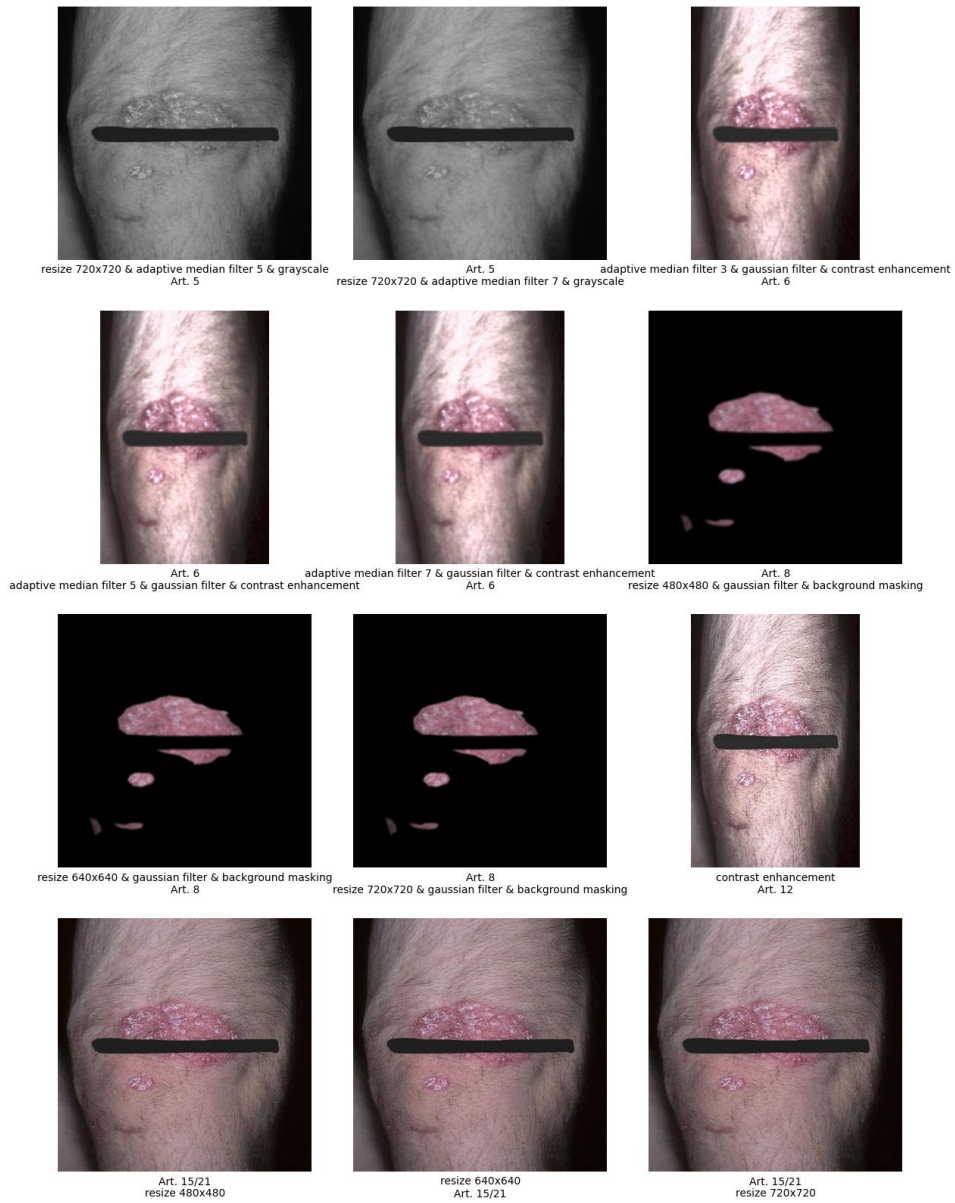 resize 720x720 & adaptive median filter 5 & grayscale
Art. 5
Art. 5
resize 720x720 & adaptive median filter 7 & grayscale
adaptive median filter 3 & gaussian filter & contrast enhancement
Art. 6
Art. 6
adaptive median filter 5 & gaussian filter & contrast enhancement
adaptive median filter 7 & gaussian filter & contrast enhancement
Art. 6
Art. 8
resize 480x480 & gaussian filter & background masking
resize 640x640 & gaussian filter & background masking
Art. 8
Art. 8
resize 720x720 & gaussian filter & background masking
contrast enhancement
Art. 12
Art. 15/21
resize 480x480
resize 640x640
Art. 15/21
Art. 15/21
resize 720x720